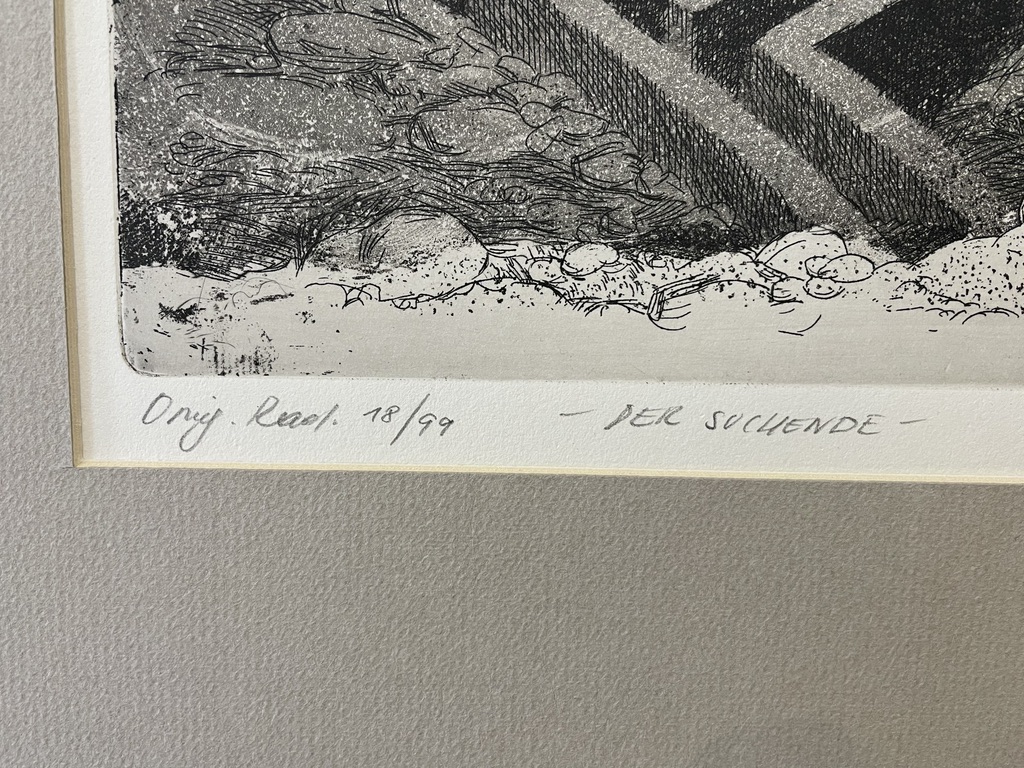 Orig. Rad. 18/99 – DER SUCHENDE –